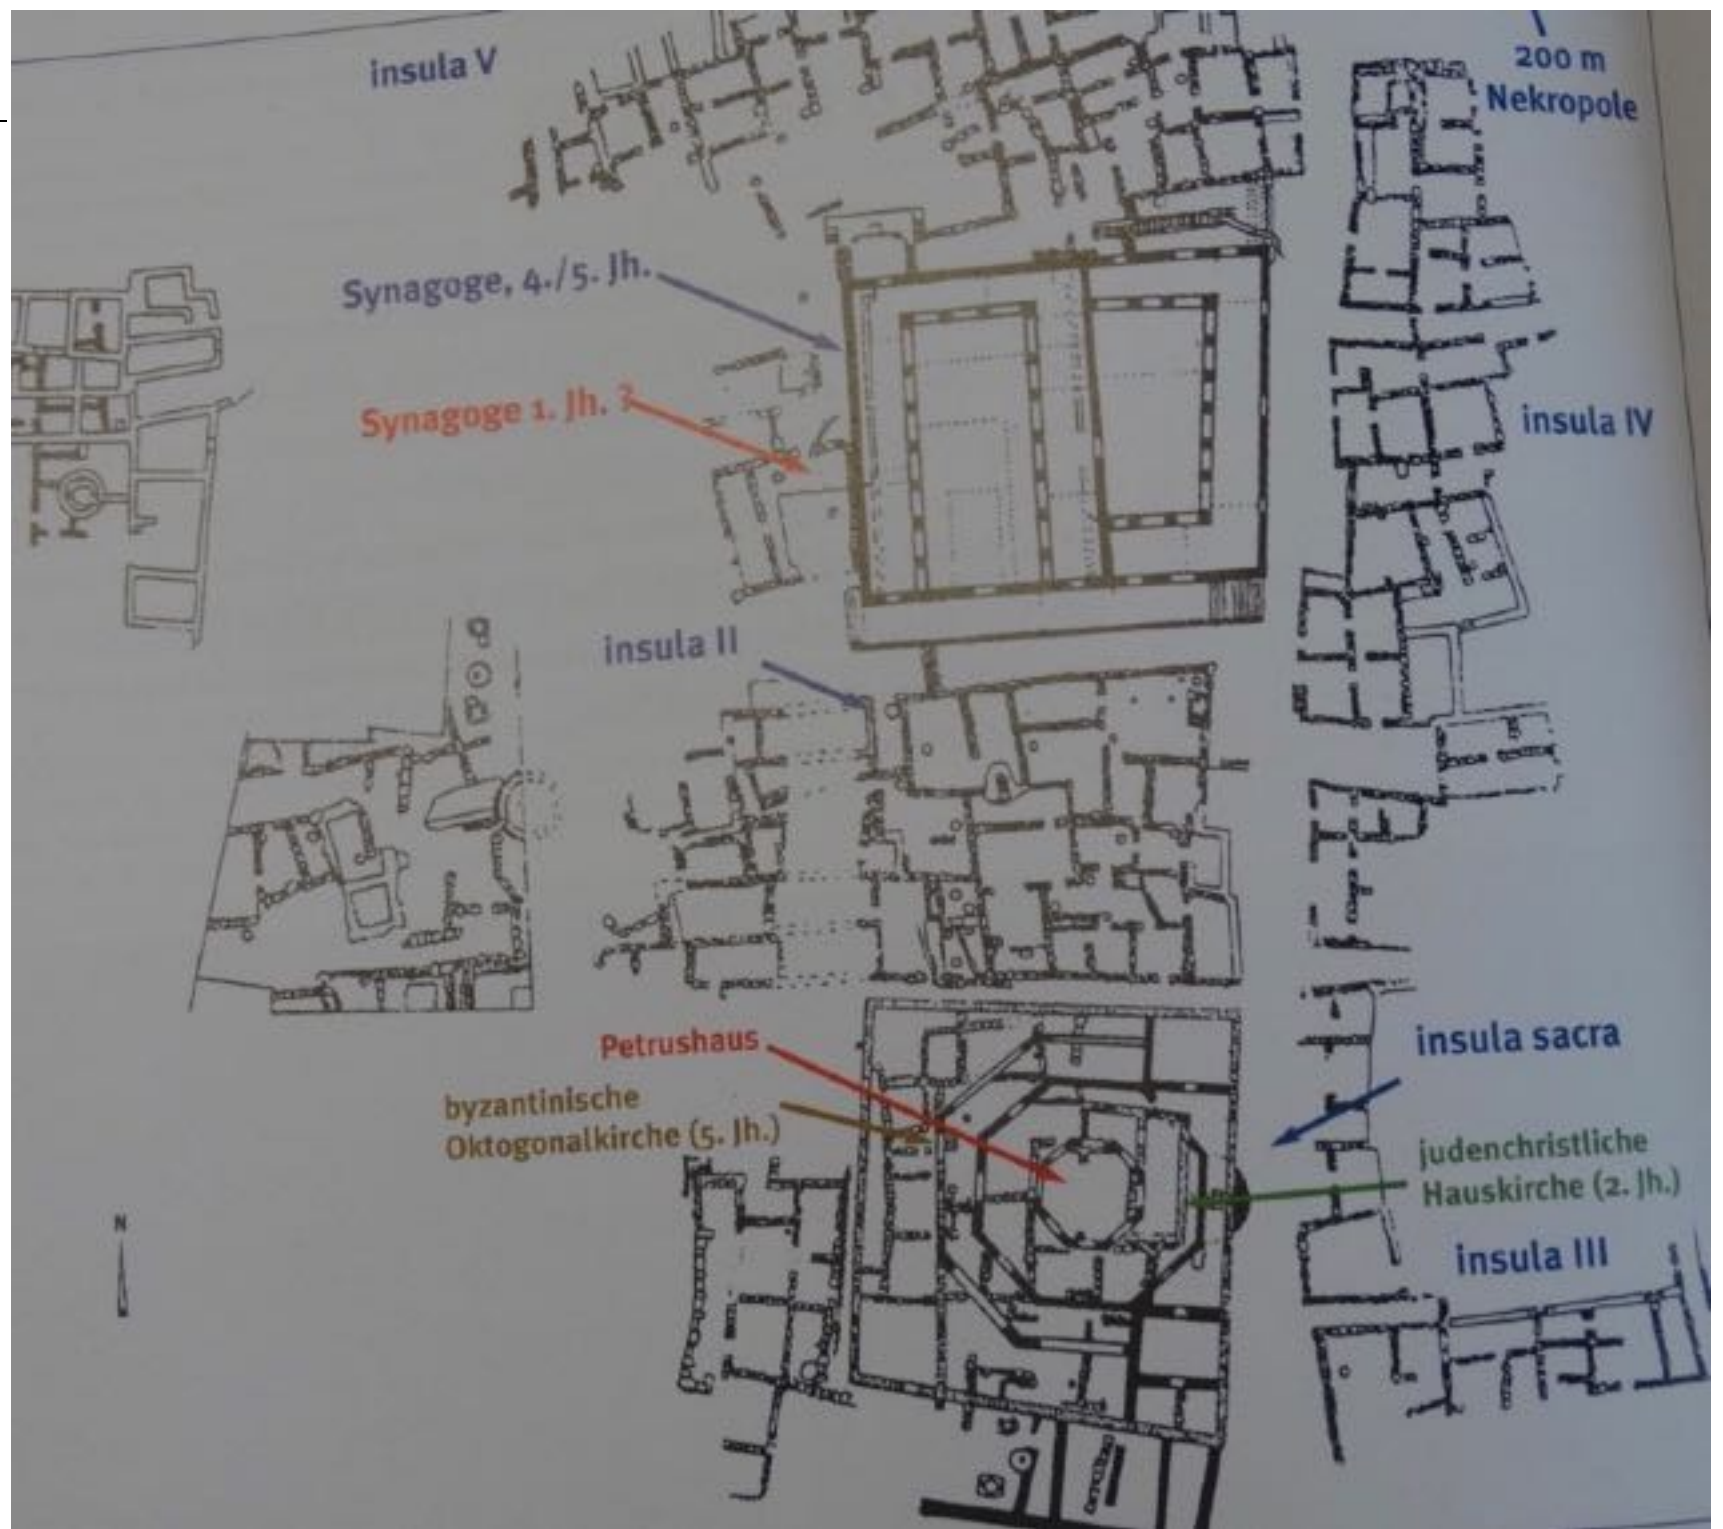 insula V
200 m
Nekropole
Synagoge, 4./5. Jh.
Synagoge 1. Jh. ?
insula IV
insula II
Petrushaus
insula sacra
byzantinische
Oktogonalkirche (5. Jh.)
judenchristliche
Hauskirche (2. Jh.)
N
insula III